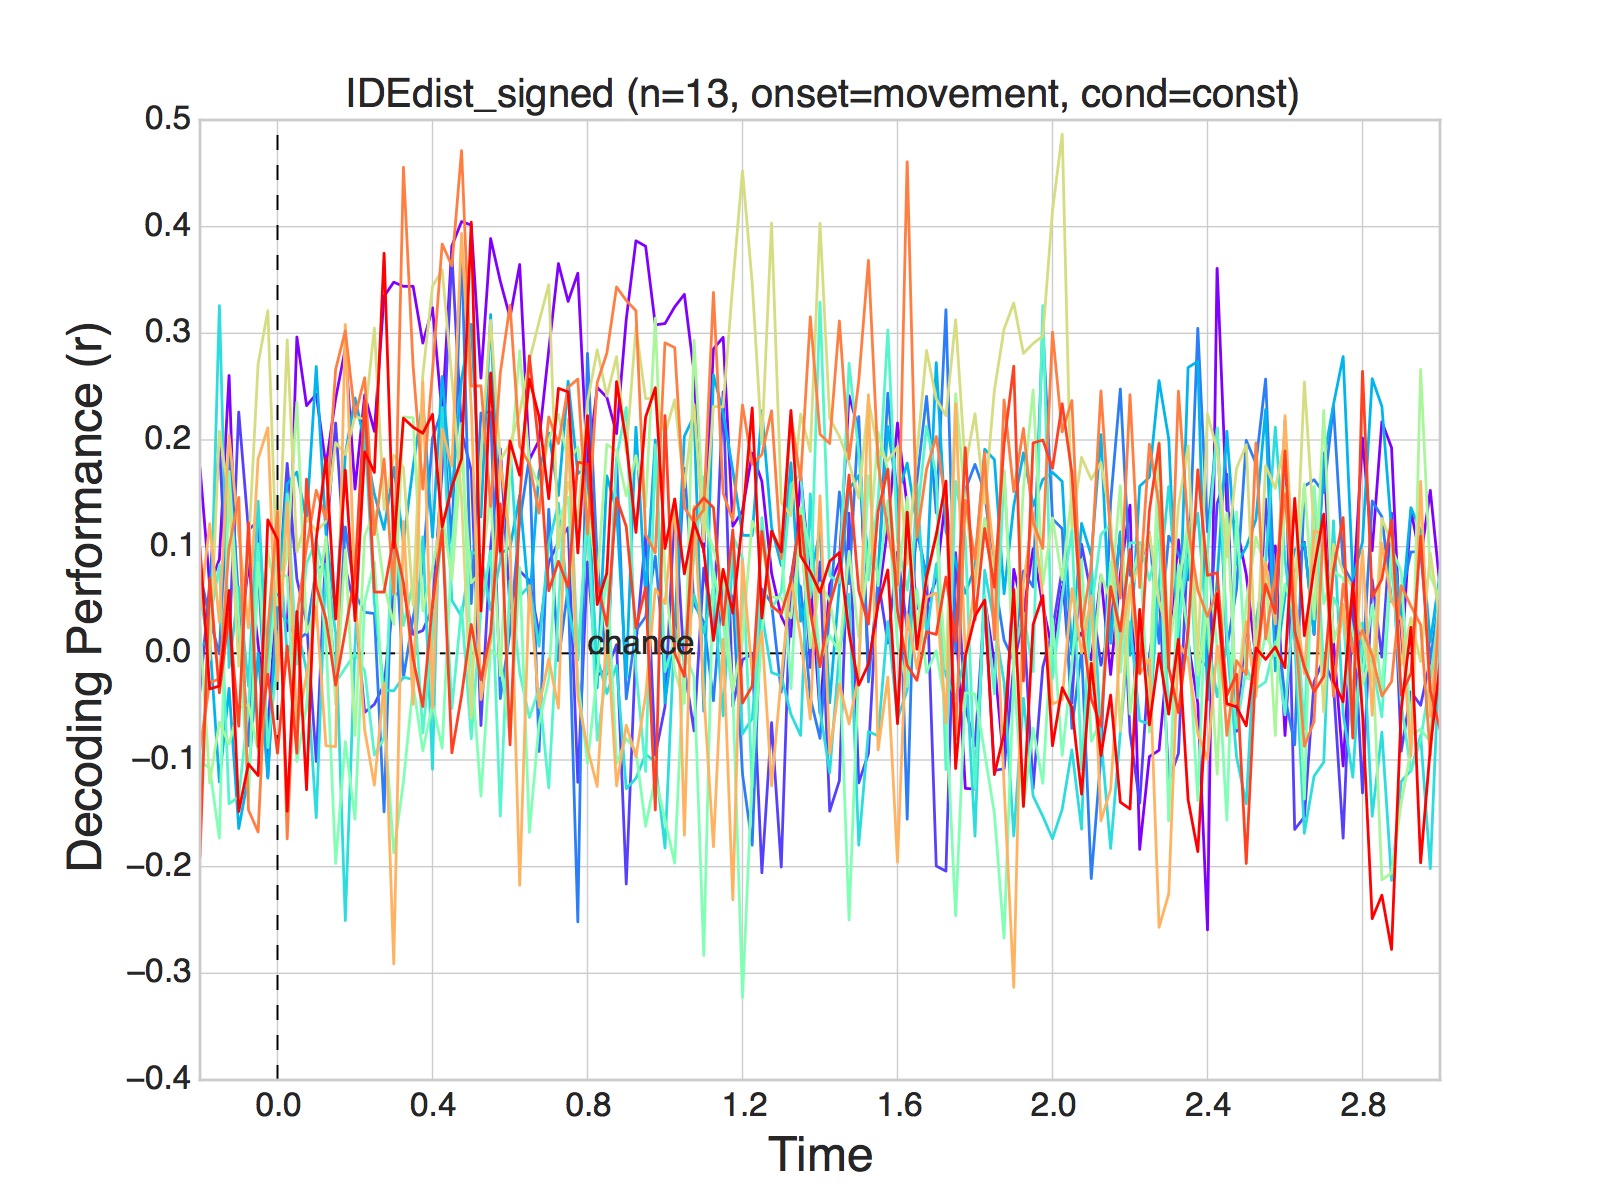 IDEdist_signed (n=13, onset=movement, cond=const)
Decoding Performance (r)
0.5
0.4
0.3
0.2
0.1
0.0
−0.1
−0.2
−0.3
−0.4
chance
0.0 0.4 0.8 1.2 1.6 2.0 2.4 2.8
Time